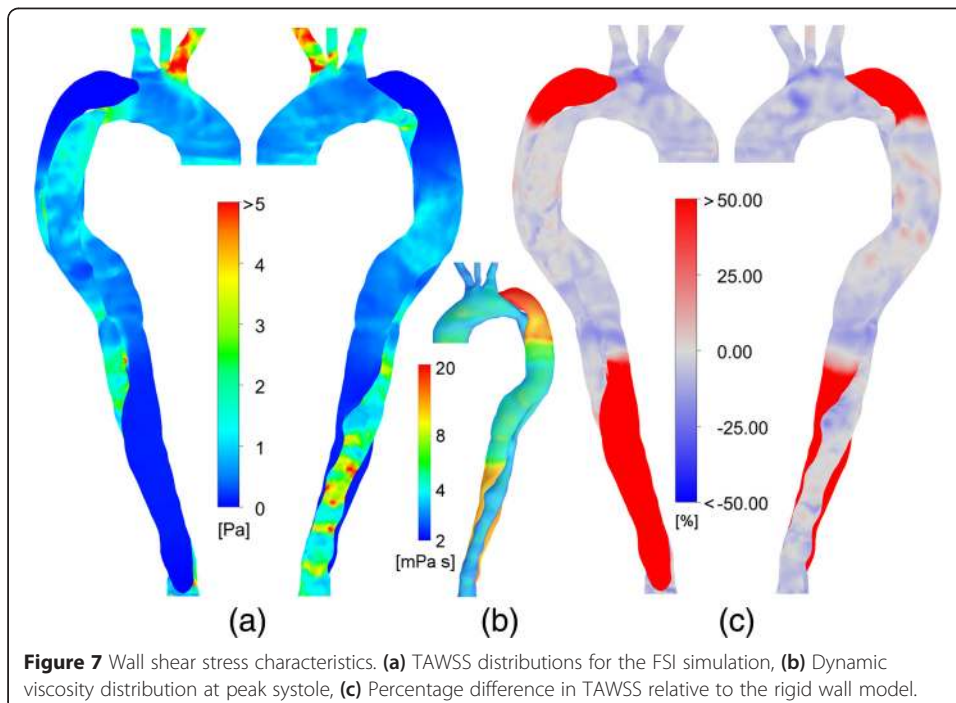 >5
4
3
2
1
0
[Pa]
20
8
4
2
[mPa s]
> 50.00
25.00
0.00
-25.00
< -50.00
[%]
(a)
(b)
(c)
Figure 7 Wall shear stress characteristics. (a) TAWSS distributions for the FSI simulation, (b) Dynamic
viscosity distribution at peak systole, (c) Percentage difference in TAWSS relative to the rigid wall model.